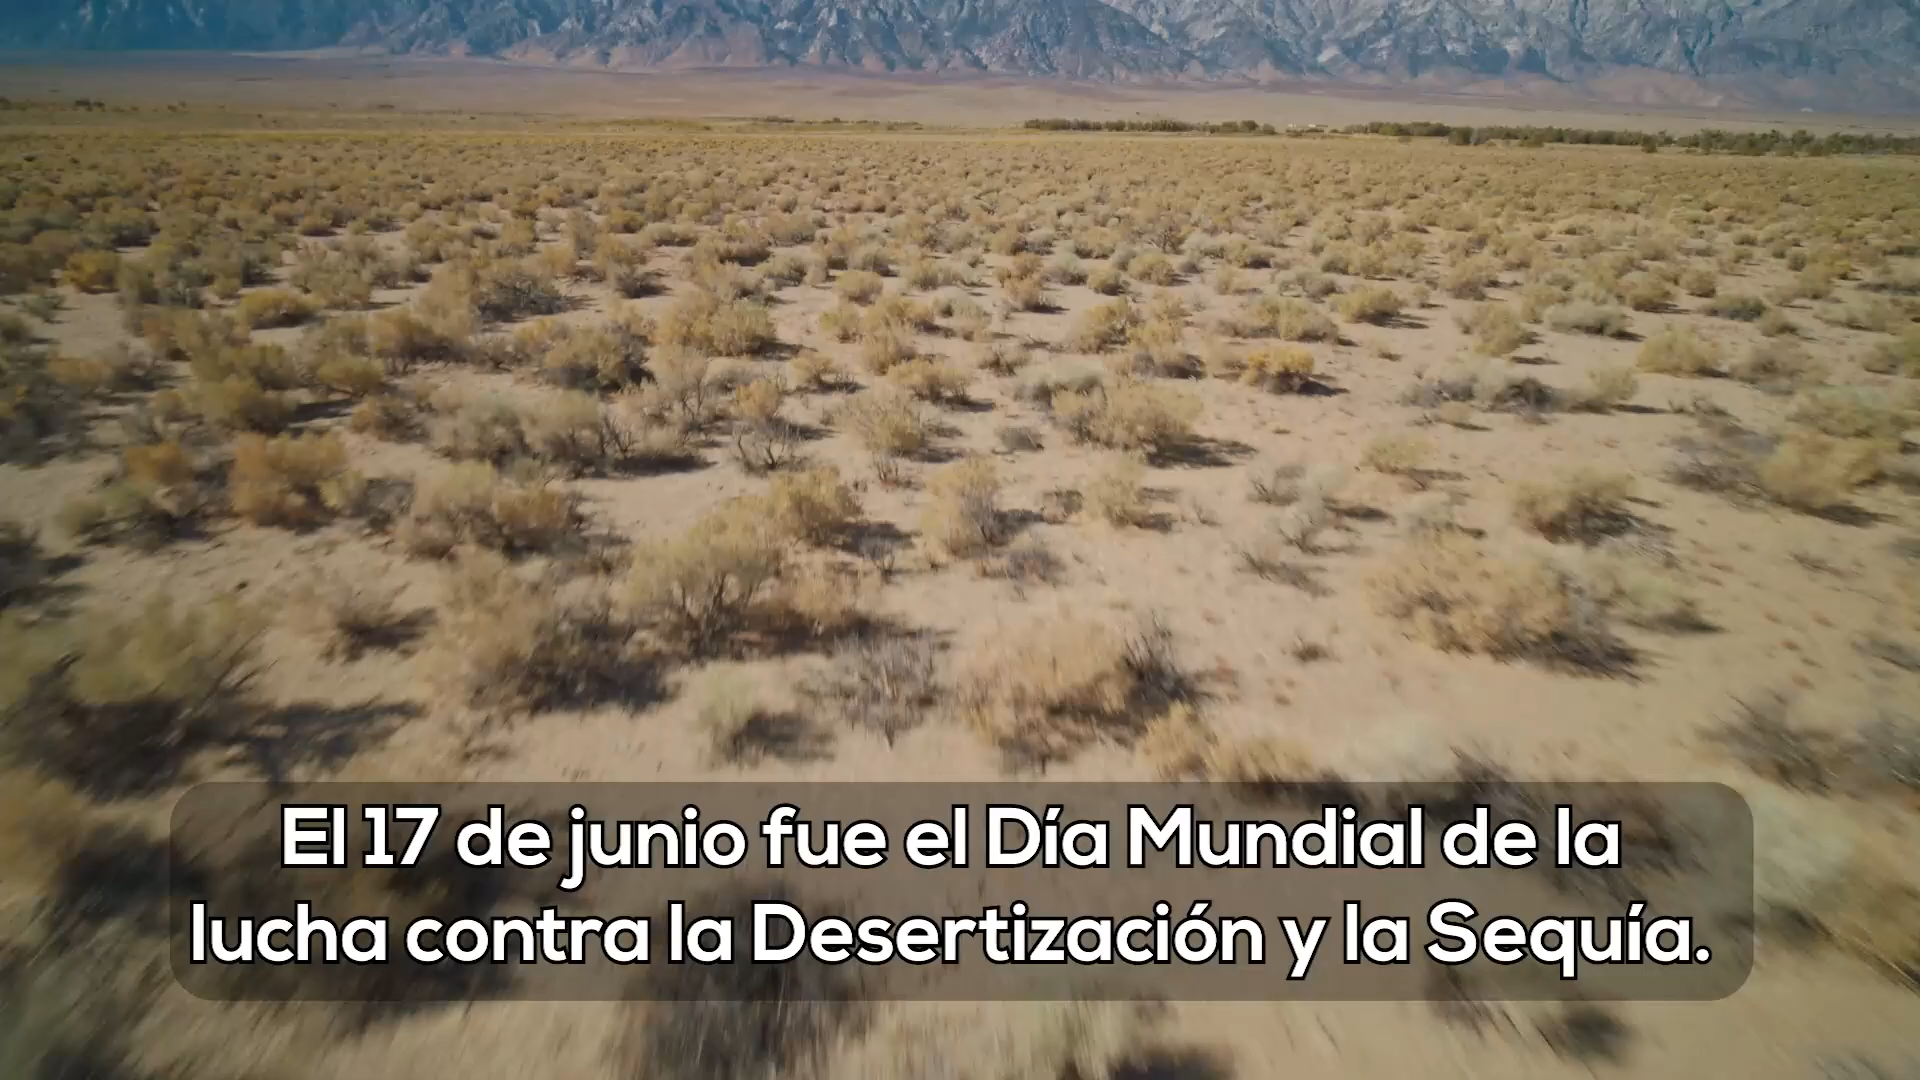 El 17 de junio fue el Día Mundial de la
lucha contra la Desertización y la Sequía.